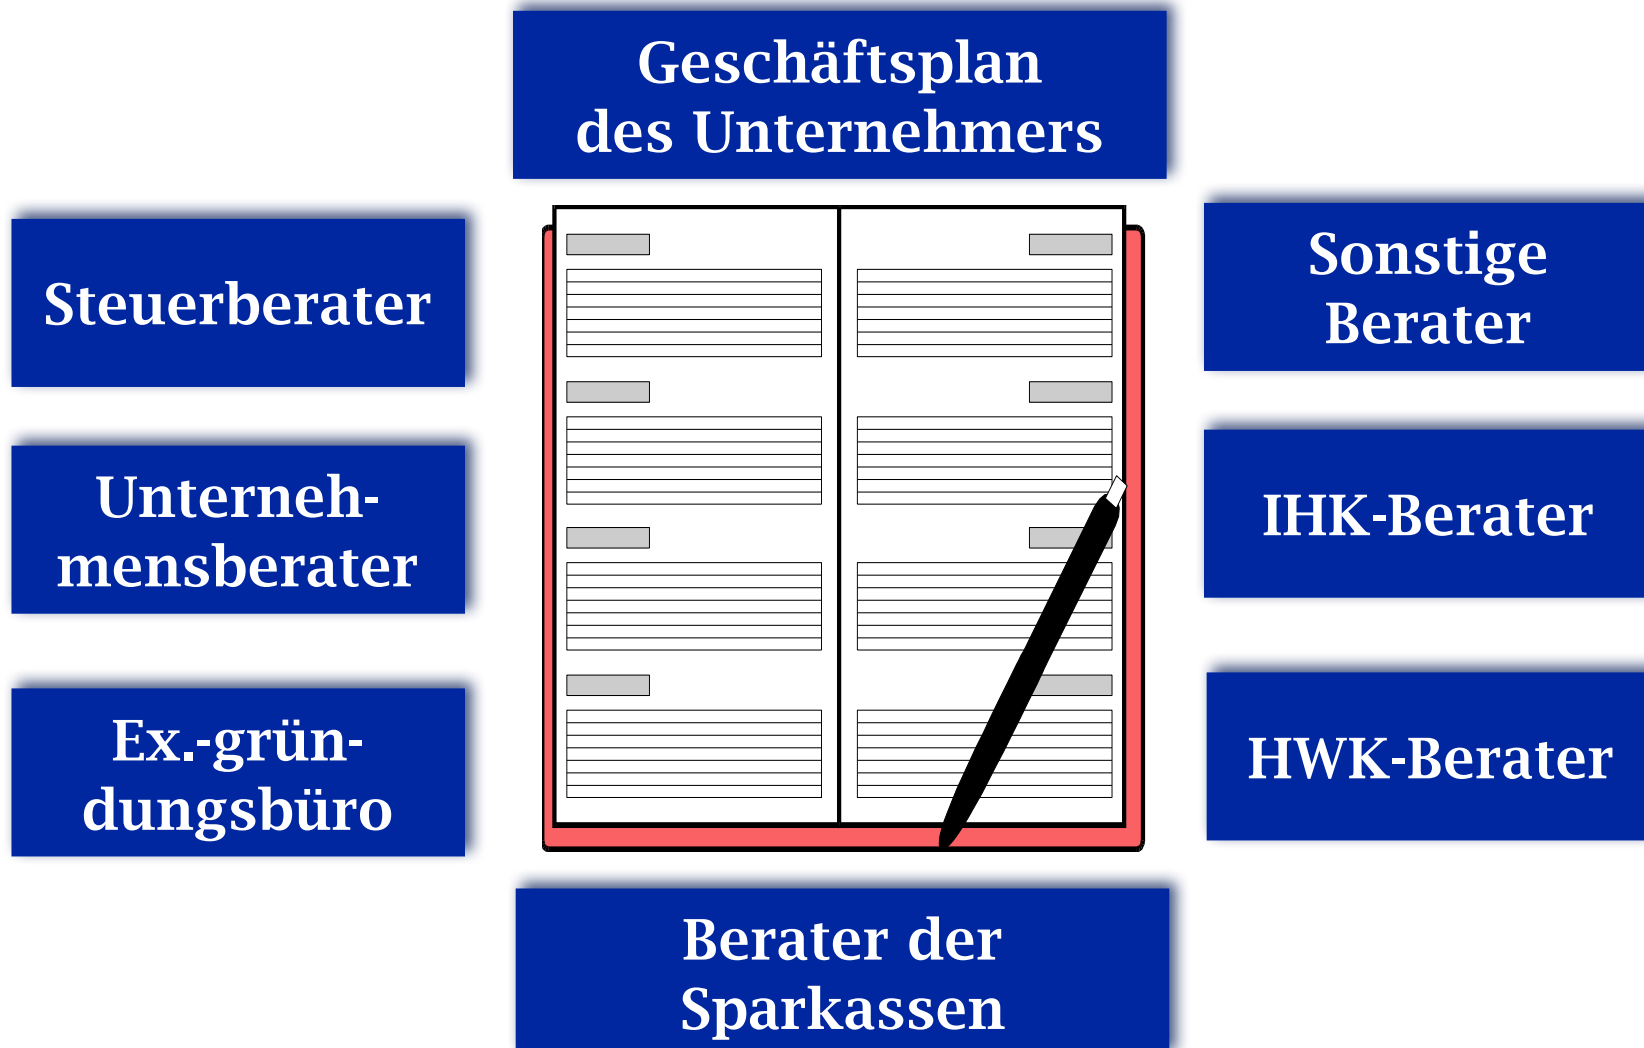 Geschäftsplan
des Unternehmers
Steuerberater
Unterneh-
mensberater
Ex.-grün-
dungsbüro
Sonstige
Berater
IHK-Berater
HWK-Berater
Berater der
Sparkassen